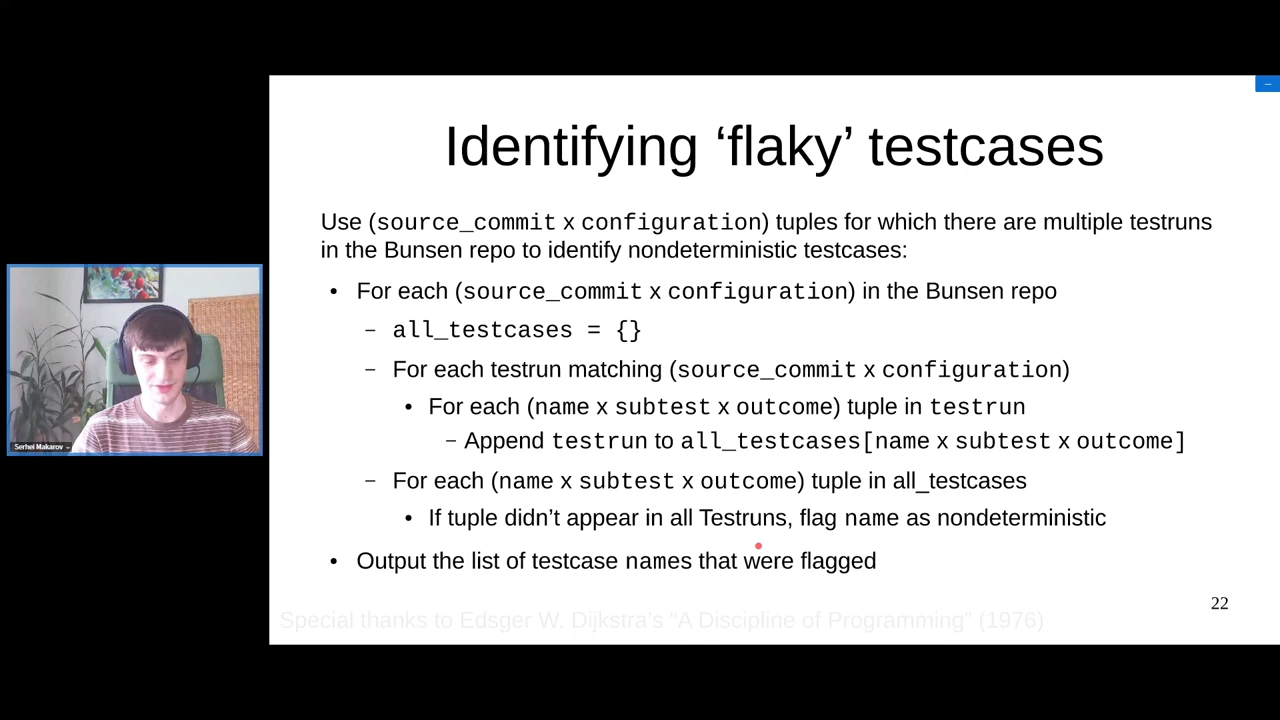 Identifying ‘flaky’ testcases
Use (source_commit x configuration) tuples for which there are multiple testruns
in the Bunsen repo to identify nondeterministic testcases:
• For each (source_commit x configuration) in the Bunsen repo
– all_testcases = {}
– For each testrun matching (source_commit x configuration)
• For each (name x subtest x outcome) tuple in testrun
– Append testrun to all_testcases[name x subtest x outcome]
– For each (name x subtest x outcome) tuple in all_testcases
• If tuple didn’t appear in all Testruns, flag name as nondeterministic
• Output the list of testcase names that were flagged
22
Special thanks to Edsger W. Dijkstra’s “A Discipline of Programming” (1976)
Serhei Makarov